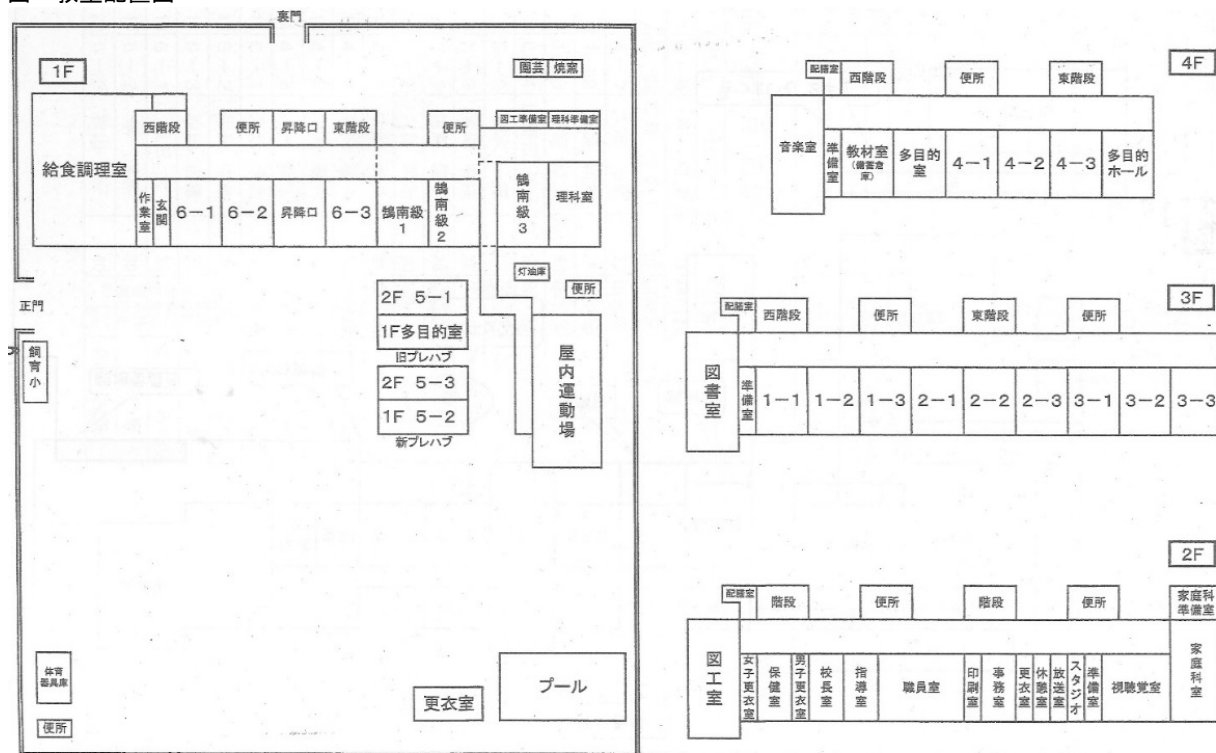 裏門
1F
園芸 焼窯
西階段 便所 昇降口 東階段 便所 図工準備室 理科準備室
給食調理室
作業室 玄関 6-1 6-2 昇降口 6-3 鵠南級1 鵠南級2 鵠南級3 理科室
灯油庫
便所
正門
飼育小
2F 5-1
1F多目的室
旧プレハブ
2F 5-3
1F 5-2
新プレハブ
屋内運動場
体育器具庫
便所
更衣室
プール
4F
配膳室 西階段 便所 東階段
音楽室 準備室 教材室(備蓄倉庫) 多目的室 4-1 4-2 4-3 多目的ホール
3F
配膳室 西階段 便所 東階段 便所
図書室 準備室 1-1 1-2 1-3 2-1 2-2 2-3 3-1 3-2 3-3
2F
配膳室 階段 便所 階段 便所 家庭科準備室
図工室 女子更衣室 保健室 男子更衣室 校長室 指導室 職員室 印刷室 事務室 更衣室 休憩室 放送室 スタジオ 準備室 視聴覚室 家庭科室